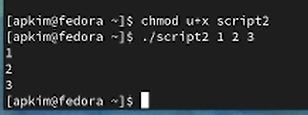 [apkim@fedora ~]$ chmod u+x script2
[apkim@fedora ~]$ ./script2 1 2 3
1
2
3
[apkim@fedora ~]$